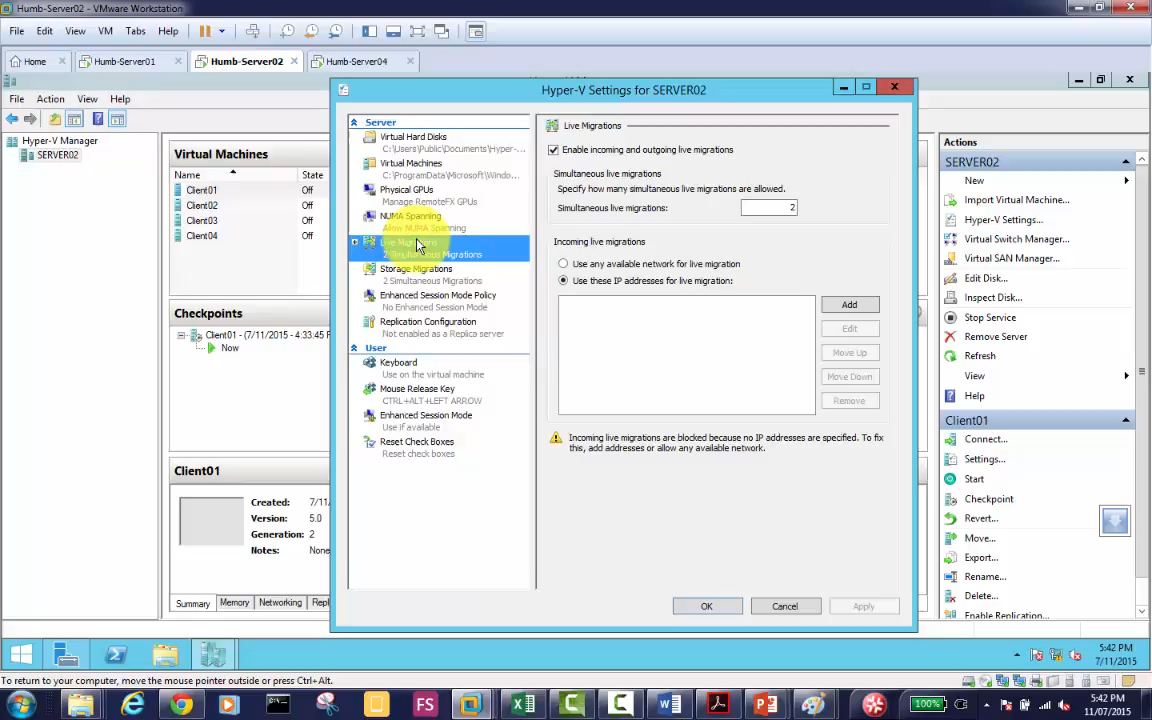 Humb-Server02 - VMware Workstation
File Edit View VM Tabs Help
Home Humb-Server01 Humb-Server02 Humb-Server04
File Action View Help
Hyper-V Manager
SERVER02
Virtual Machines
Name State
Client01 Off
Client02 Off
Client03 Off
Client04 Off
Checkpoints
Client01 - (7/11/2015 - 4:33:45
Now
Client01
Created: 7/11/
Version: 5.0
Generation: 2
Notes: None
Summary Memory Networking Repl
Hyper-V Settings for SERVER02
Server
Virtual Hard Disks
C:\Users\Public\Documents\Hyper-...
Virtual Machines
C:\ProgramData\Microsoft\Windo...
Physical GPUs
Manage RemoteFX GPUs
NUMA Spanning
Allow NUMA Spanning
Live Migrations
2 Simultaneous Migrations
Storage Migrations
2 Simultaneous Migrations
Enhanced Session Mode Policy
No Enhanced Session Mode
Replication Configuration
Not enabled as a Replica server
User
Keyboard
Use on the virtual machine
Mouse Release Key
CTRL+ALT+LEFT ARROW
Enhanced Session Mode
Use if available
Reset Check Boxes
Reset check boxes
Live Migrations
Enable incoming and outgoing live migrations
Simultaneous live migrations
Specify how many simultaneous live migrations are allowed.
Simultaneous live migrations: 2
Incoming live migrations
Use any available network for live migration
Use these IP addresses for live migration:
Add
Edit
Move Up
Move Down
Remove
Incoming live migrations are blocked because no IP addresses are specified. To fix
this, add addresses or allow any available network.
OK Cancel Apply
Actions
SERVER02
New
Import Virtual Machine...
Hyper-V Settings...
Virtual Switch Manager...
Virtual SAN Manager...
Edit Disk...
Inspect Disk...
Stop Service
Remove Server
Refresh
View
Help
Client01
Connect...
Settings...
Start
Checkpoint
Revert...
Move...
Export...
Rename...
Delete...
Enable Replication...
5:42 PM
7/11/2015
To return to your computer, move the mouse pointer outside or press Ctrl+Alt.
FS
100%
5:42 PM
11/07/2015